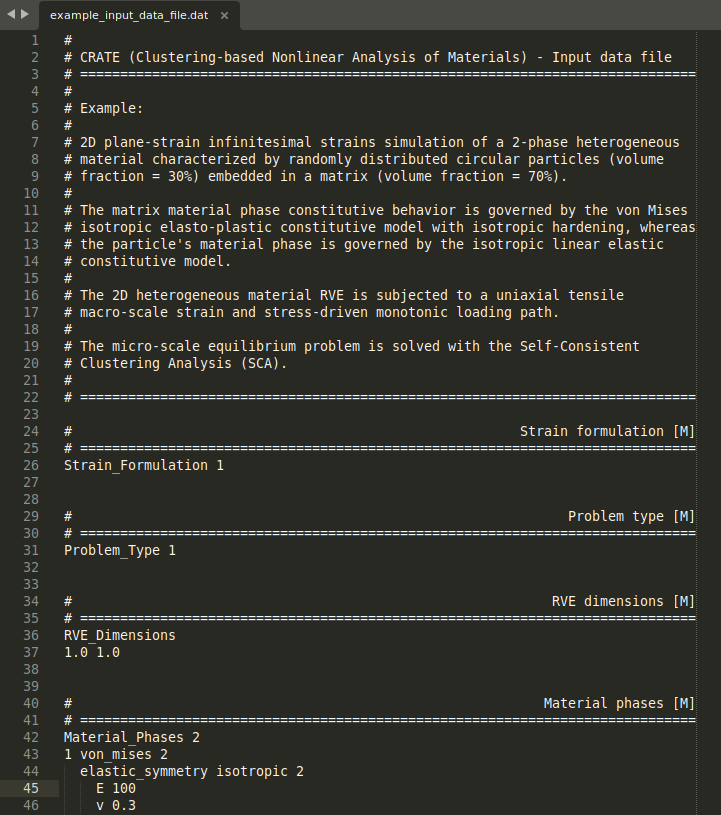 example_input_data_file.dat ×
1 #
2 # CRATE (Clustering-based Nonlinear Analysis of Materials) - Input data file
3 # =============================================================================
4 #
5 # Example:
6 #
7 # 2D plane-strain infinitesimal strains simulation of a 2-phase heterogeneous
8 # material characterized by randomly distributed circular particles (volume
9 # fraction = 30%) embedded in a matrix (volume fraction = 70%).
10 #
11 # The matrix material phase constitutive behavior is governed by the von Mises
12 # isotropic elasto-plastic constitutive model with isotropic hardening, whereas
13 # the particle's material phase is governed by the isotropic linear elastic
14 # constitutive model.
15 #
16 # The 2D heterogeneous material RVE is subjected to a uniaxial tensile
17 # macro-scale strain and stress-driven monotonic loading path.
18 #
19 # The micro-scale equilibrium problem is solved with the Self-Consistent
20 # Clustering Analysis (SCA).
21 #
22 # =============================================================================
23
24 # Strain formulation [M]
25 # =============================================================================
26 Strain_Formulation 1
27
28
29 # Problem type [M]
30 # =============================================================================
31 Problem_Type 1
32
33
34 # RVE dimensions [M]
35 # =============================================================================
36 RVE_Dimensions
37 1.0 1.0
38
39
40 # Material phases [M]
41 # =============================================================================
42 Material_Phases 2
43 1 von_mises 2
44 elastic_symmetry isotropic 2
45 E 100
46 v 0.3